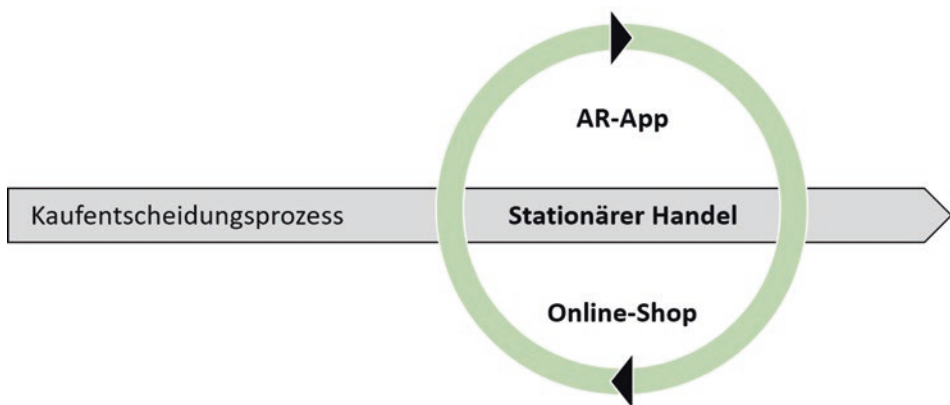 AR-App
Kaufentscheidungsprozess
Stationärer Handel
Online-Shop